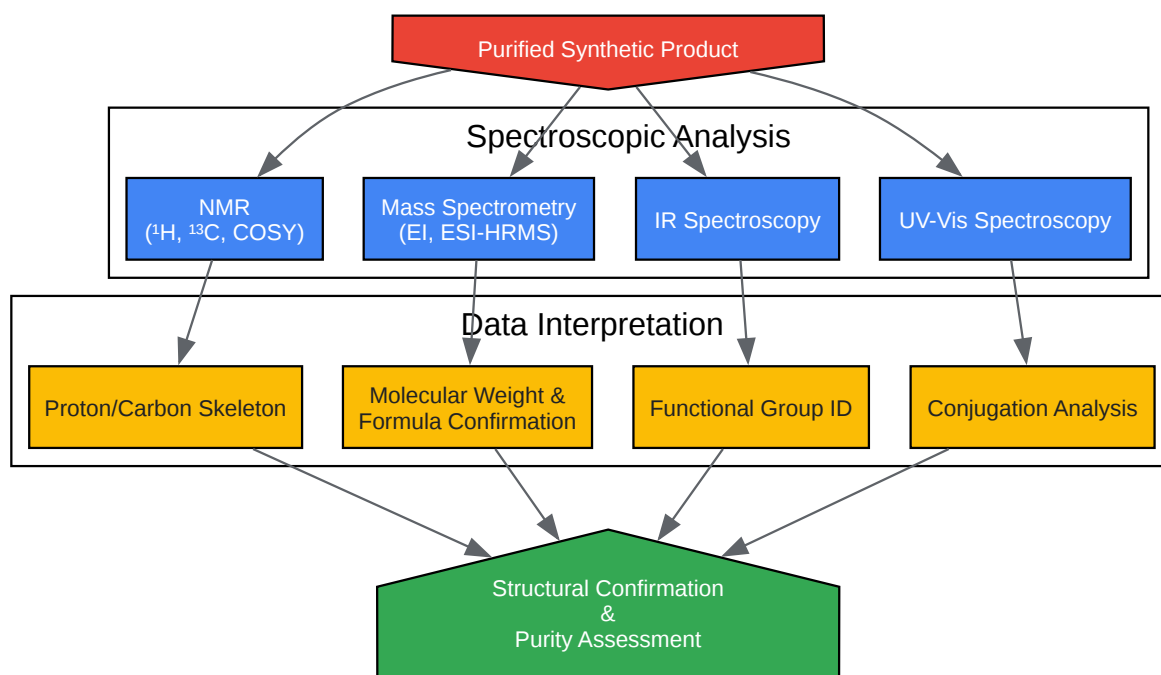 Purified Synthetic Product
Spectroscopic Analysis
NMR
(¹H, ¹³C, COSY)
Mass Spectrometry
(EI, ESI-HRMS)
IR Spectroscopy
UV-Vis Spectroscopy
Data Interpretation
Proton/Carbon Skeleton
Molecular Weight &
Formula Confirmation
Functional Group ID
Conjugation Analysis
Structural Confirmation
&
Purity Assessment